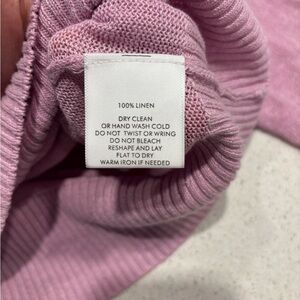 100% LINEN
DRY CLEAN
OR HAND WASH COLD
DO NOT TWIST OR WRING
DO NOT BLEACH
RESHAPE AND LAY
FLAT TO DRY
WARM IRON IF NEEDED